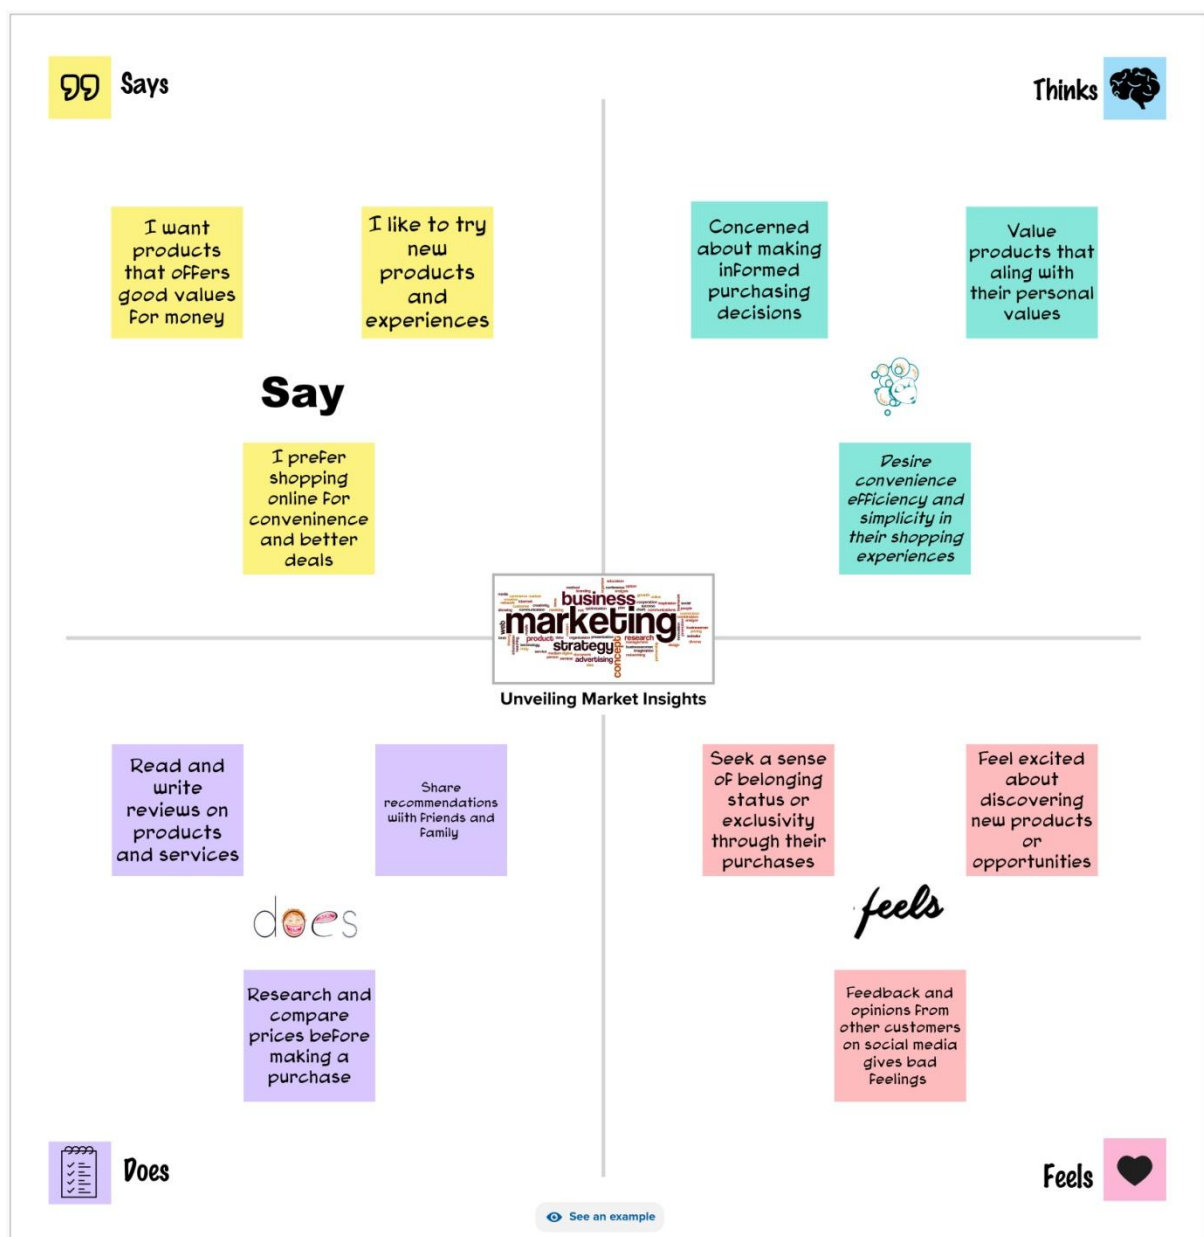 Says
Thinks
I want
products
that offers
good values
for money
I like to try
new
products
and
experiences
Say
I prefer
shopping
online for
conveninence
and better
deals
Concerned
about making
informed
purchasing
decisions
Value
products that
aling with
their personal
values
Desire
convenience
efficiency and
simplicity in
their shopping
experiences
business
marketing
web
product
research
strategy
advertising
concept
Unveiling Market Insights
Read and
write
reviews on
products
and services
Share
recommendations
wiith friends and
family
does
Research and
compare
prices before
making a
purchase
Seek a sense
of belonging
status or
exclusivity
through their
purchases
Feel excited
about
discovering
new products
or
opportunities
feels
Feedback and
opinions from
other customers
on social media
gives bad
feelings
Does
Feels
See an example